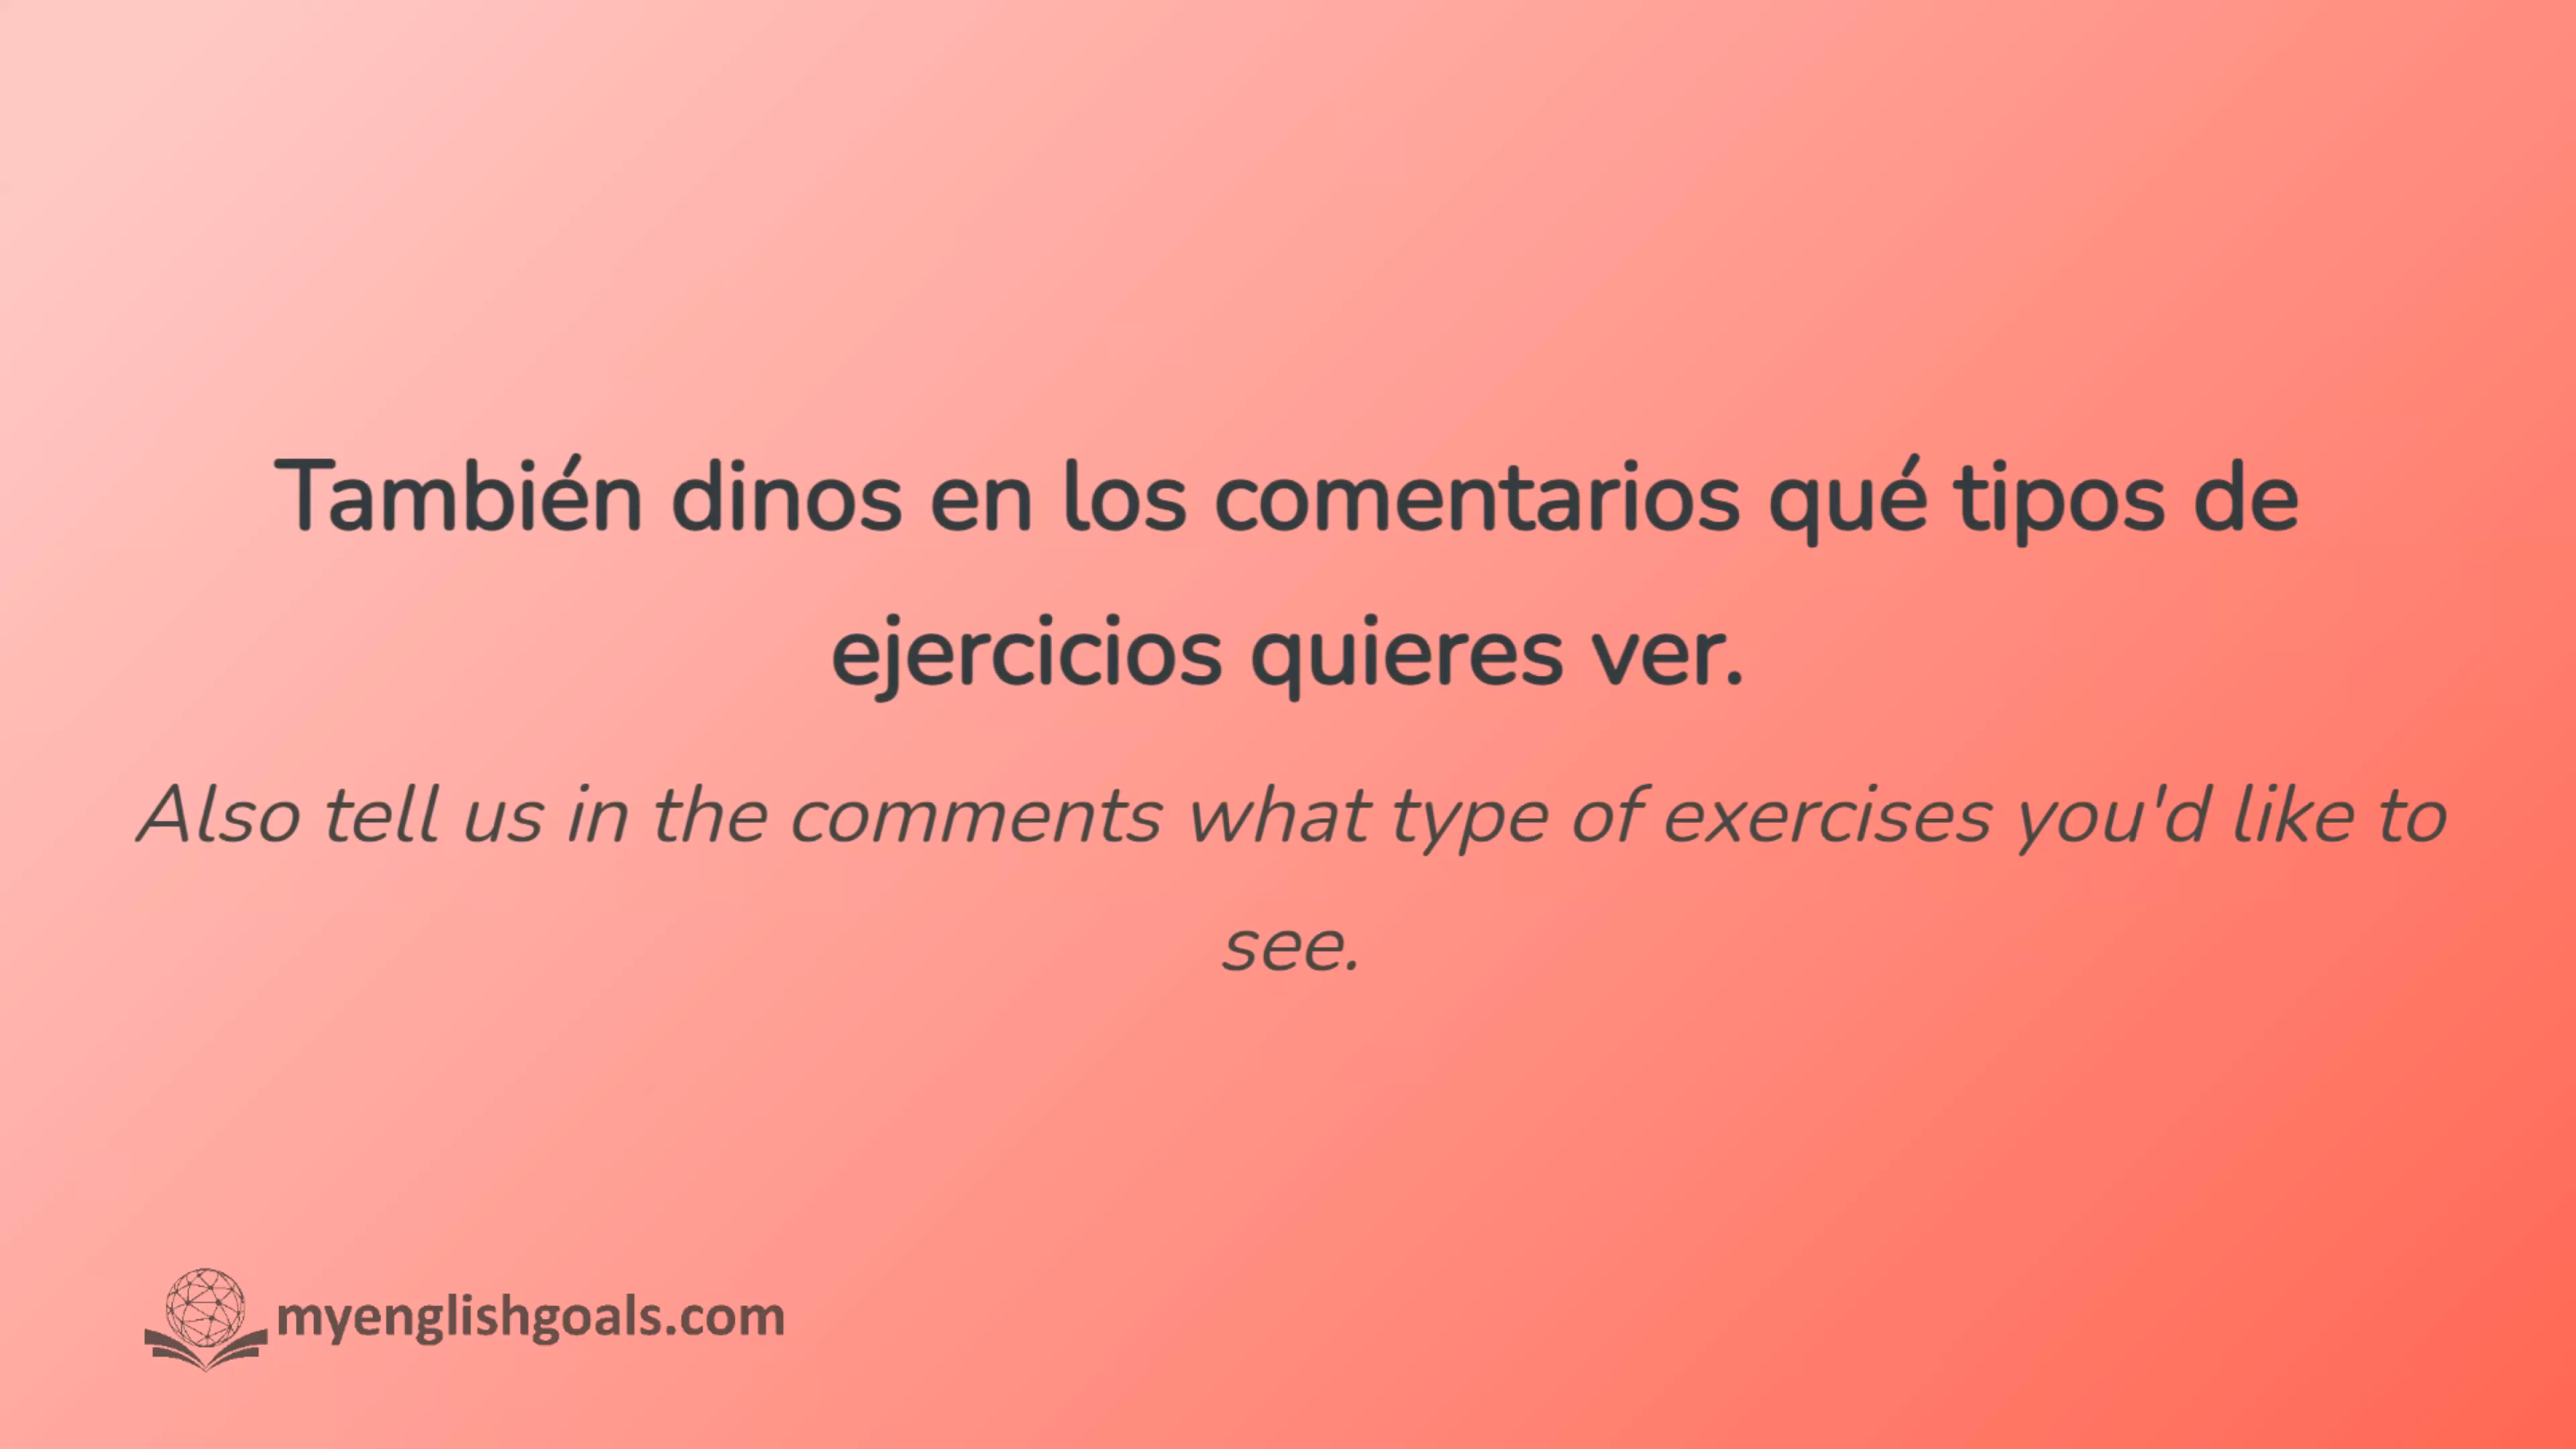 También dinos en los comentarios qué tipos de
ejercicios quieres ver.
Also tell us in the comments what type of exercises you'd like to
see.
myenglishgoals.com